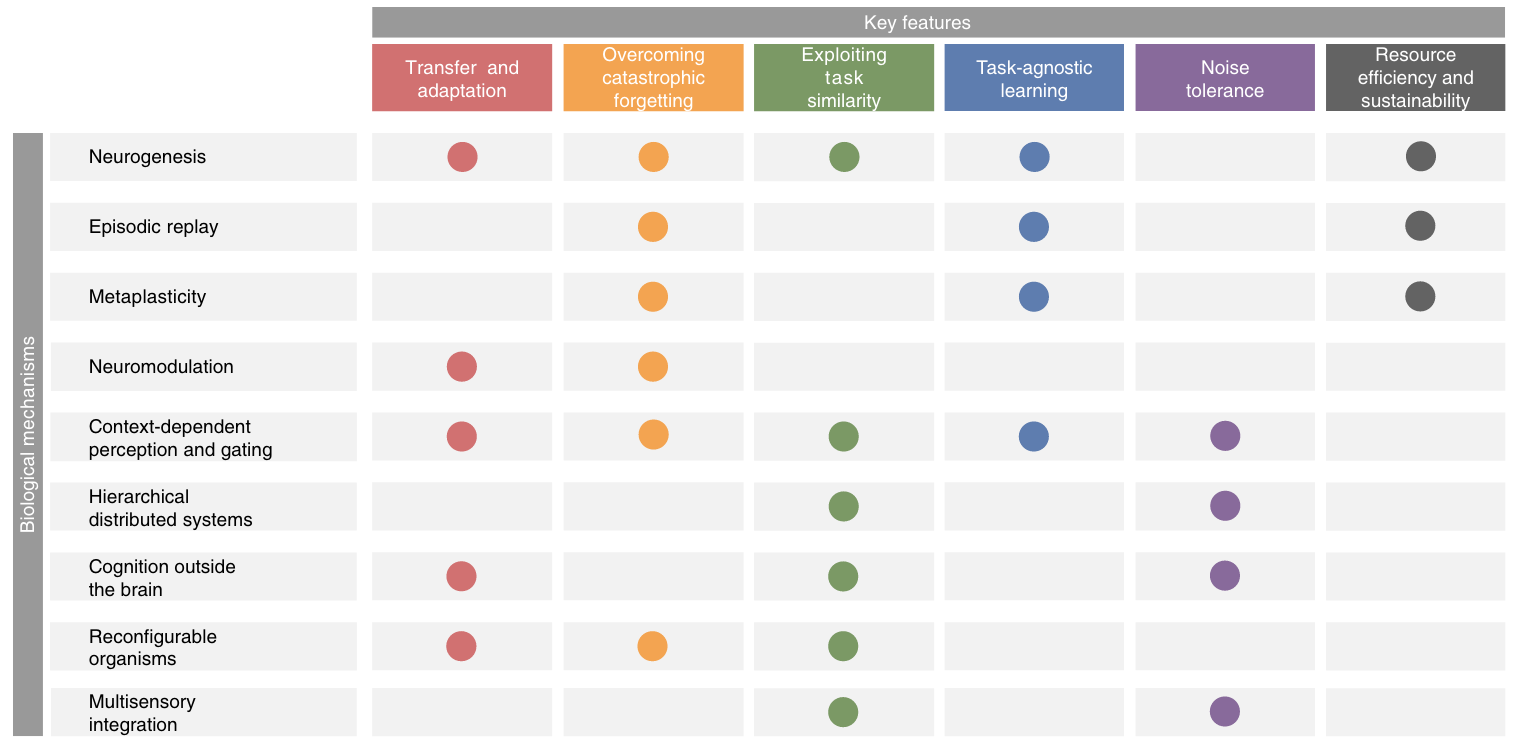 Key features
Transfer and
adaptation
Overcoming
catastrophic
forgetting
Exploiting
task
similarity
Task-agnostic
learning
Noise
tolerance
Resource
efficiency and
sustainability
Biological mechanisms
Neurogenesis
Episodic replay
Metaplasticity
Neuromodulation
Context-dependent
perception and gating
Hierarchical
distributed systems
Cognition outside
the brain
Reconfigurable
organisms
Multisensory
integration